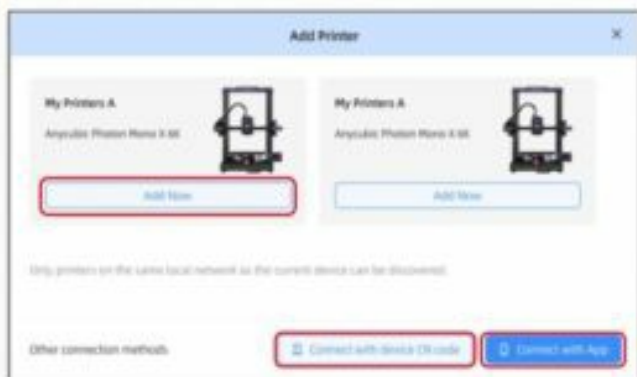 Add Printer
My Printers A
Anycubic Photon Mono X 6K
Add Now
My Printers A
Anycubic Photon Mono X 6K
Add Now
Only printers on the same local network as the current device can be discovered.
Other connection methods
Connect with device CN code
Connect with App